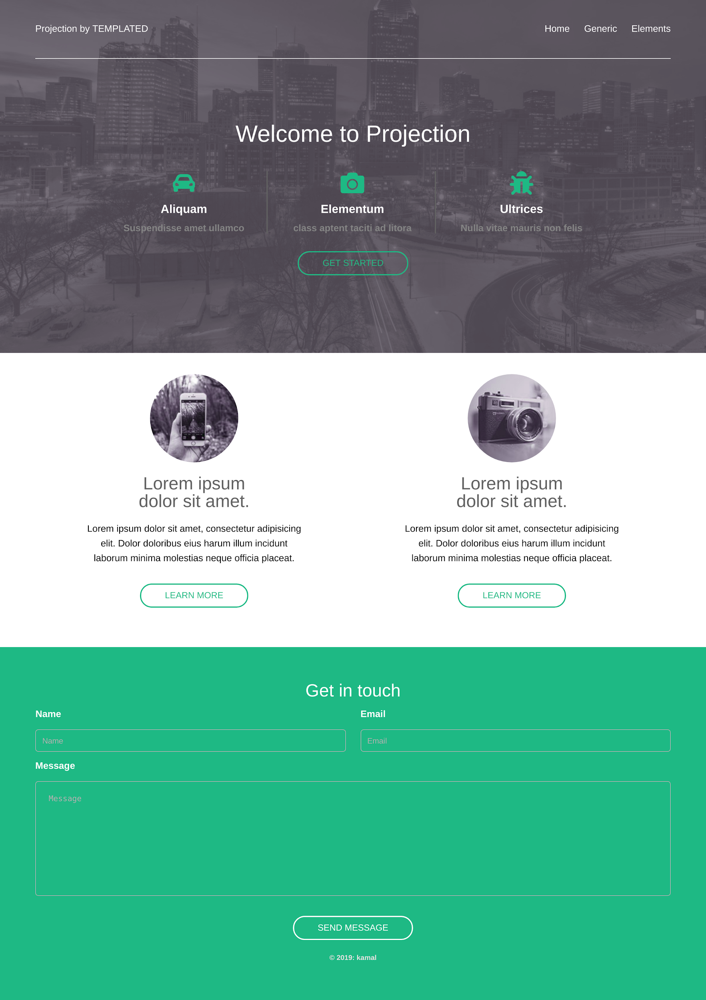 Projection by TEMPLATED
Home Generic Elements
Welcome to Projection
Aliquam
Suspendisse amet ullamco
Elementum
class aptent taciti ad litora
Ultrices
Nulla vitae mauris non felis
GET STARTED
Lorem ipsum
dolor sit amet.
Lorem ipsum dolor sit amet, consectetur adipisicing
elit. Dolor doloribus eius harum illum incidunt
laborum minima molestias neque officia placeat.
LEARN MORE
Lorem ipsum
dolor sit amet.
Lorem ipsum dolor sit amet, consectetur adipisicing
elit. Dolor doloribus eius harum illum incidunt
laborum minima molestias neque officia placeat.
LEARN MORE
Get in touch
Name
Name
Email
Email
Message
Message
SEND MESSAGE
© 2019: kamal